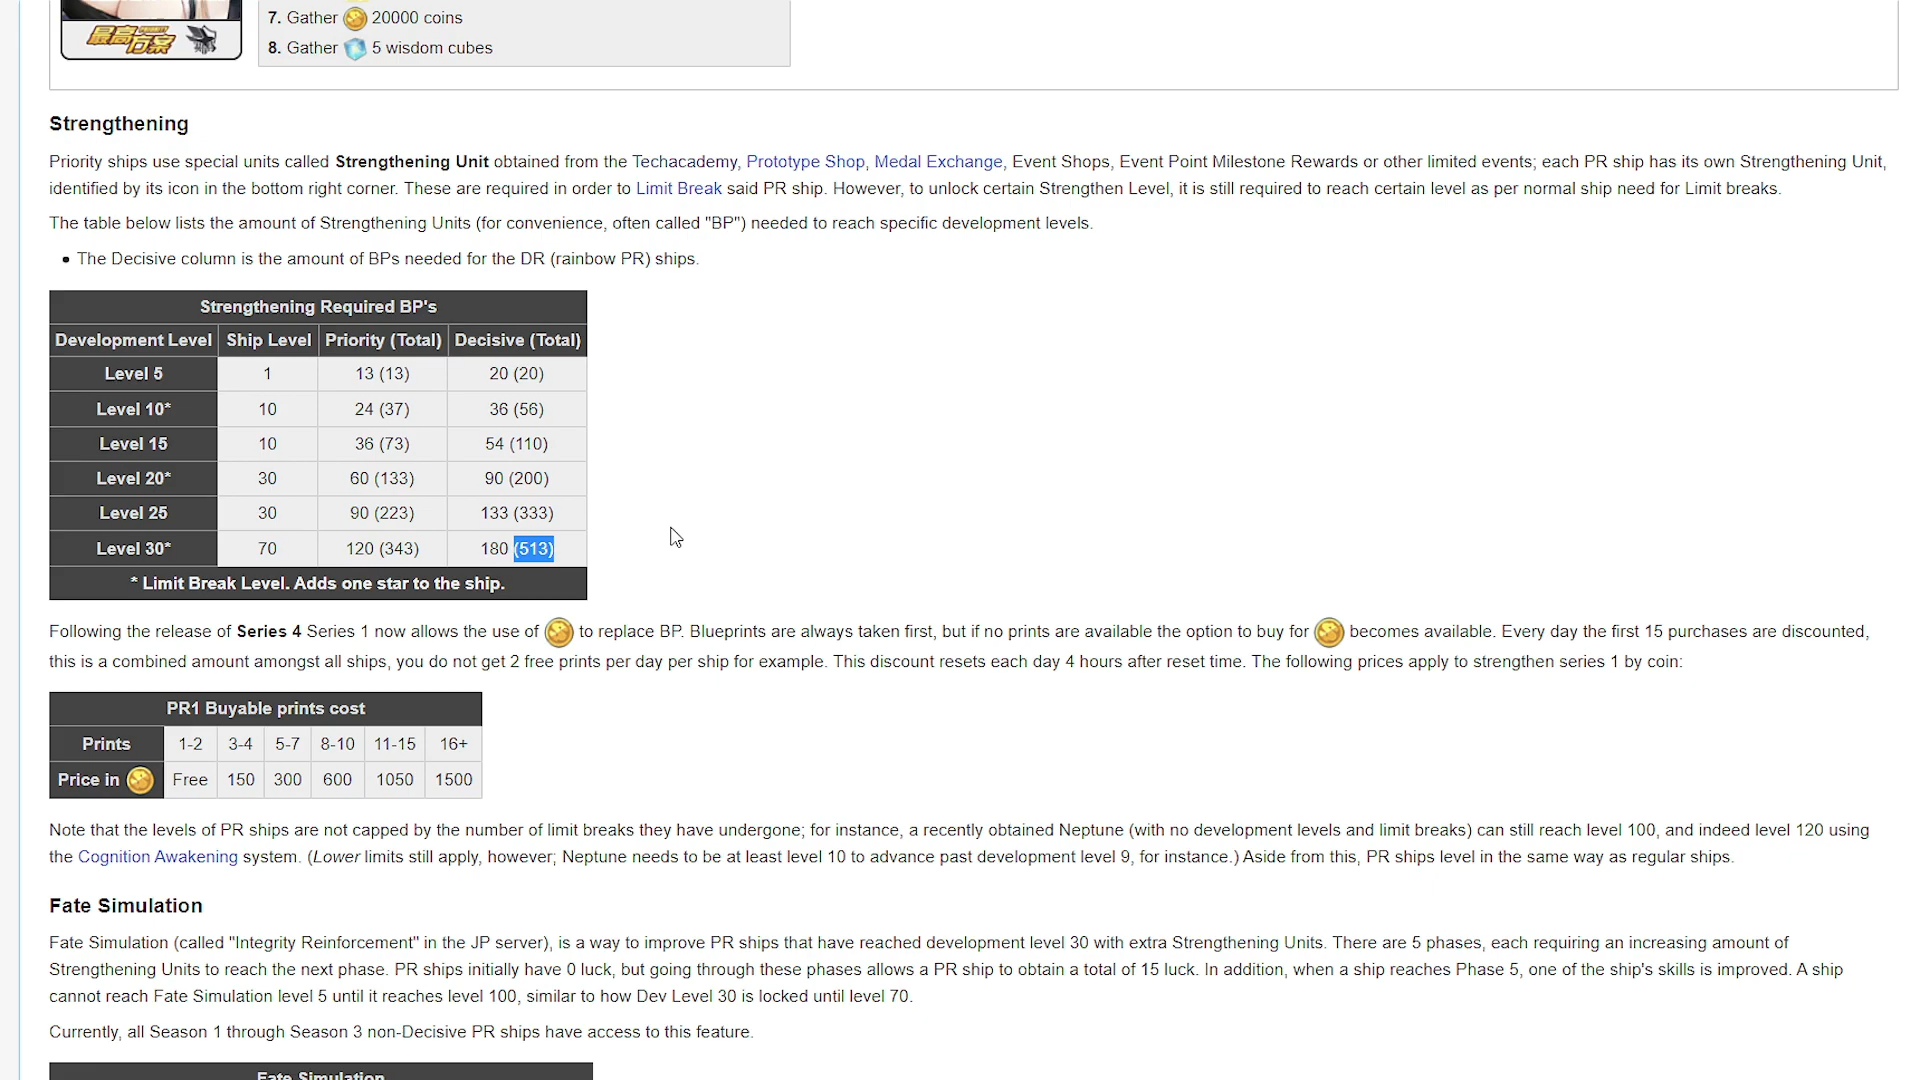 最高方案
7. Gather 20000 coins
8. Gather 5 wisdom cubes
Strengthening
Priority ships use special units called Strengthening Unit obtained from the Techacademy, Prototype Shop, Medal Exchange, Event Shops, Event Point Milestone Rewards or other limited events; each PR ship has its own Strengthening Unit,
identified by its icon in the bottom right corner. These are required in order to Limit Break said PR ship. However, to unlock certain Strengthen Level, it is still required to reach certain level as per normal ship need for Limit breaks.
The table below lists the amount of Strengthening Units (for convenience, often called "BP") needed to reach specific development levels.
• The Decisive column is the amount of BPs needed for the DR (rainbow PR) ships.
Strengthening Required BP's
Development Level Ship Level Priority (Total) Decisive (Total)
Level 5 1 13 (13) 20 (20)
Level 10* 10 24 (37) 36 (56)
Level 15 10 36 (73) 54 (110)
Level 20* 30 60 (133) 90 (200)
Level 25 30 90 (223) 133 (333)
Level 30* 70 120 (343) 180 (513)
* Limit Break Level. Adds one star to the ship.
Following the release of Series 4 Series 1 now allows the use of to replace BP. Blueprints are always taken first, but if no prints are available the option to buy for becomes available. Every day the first 15 purchases are discounted,
this is a combined amount amongst all ships, you do not get 2 free prints per day per ship for example. This discount resets each day 4 hours after reset time. The following prices apply to strengthen series 1 by coin:
PR1 Buyable prints cost
Prints 1-2 3-4 5-7 8-10 11-15 16+
Price in Free 150 300 600 1050 1500
Note that the levels of PR ships are not capped by the number of limit breaks they have undergone; for instance, a recently obtained Neptune (with no development levels and limit breaks) can still reach level 100, and indeed level 120 using
the Cognition Awakening system. (Lower limits still apply, however; Neptune needs to be at least level 10 to advance past development level 9, for instance.) Aside from this, PR ships level in the same way as regular ships.
Fate Simulation
Fate Simulation (called "Integrity Reinforcement" in the JP server), is a way to improve PR ships that have reached development level 30 with extra Strengthening Units. There are 5 phases, each requiring an increasing amount of
Strengthening Units to reach the next phase. PR ships initially have 0 luck, but going through these phases allows a PR ship to obtain a total of 15 luck. In addition, when a ship reaches Phase 5, one of the ship's skills is improved. A ship
cannot reach Fate Simulation level 5 until it reaches level 100, similar to how Dev Level 30 is locked until level 70.
Currently, all Season 1 through Season 3 non-Decisive PR ships have access to this feature.
Fate Simulation